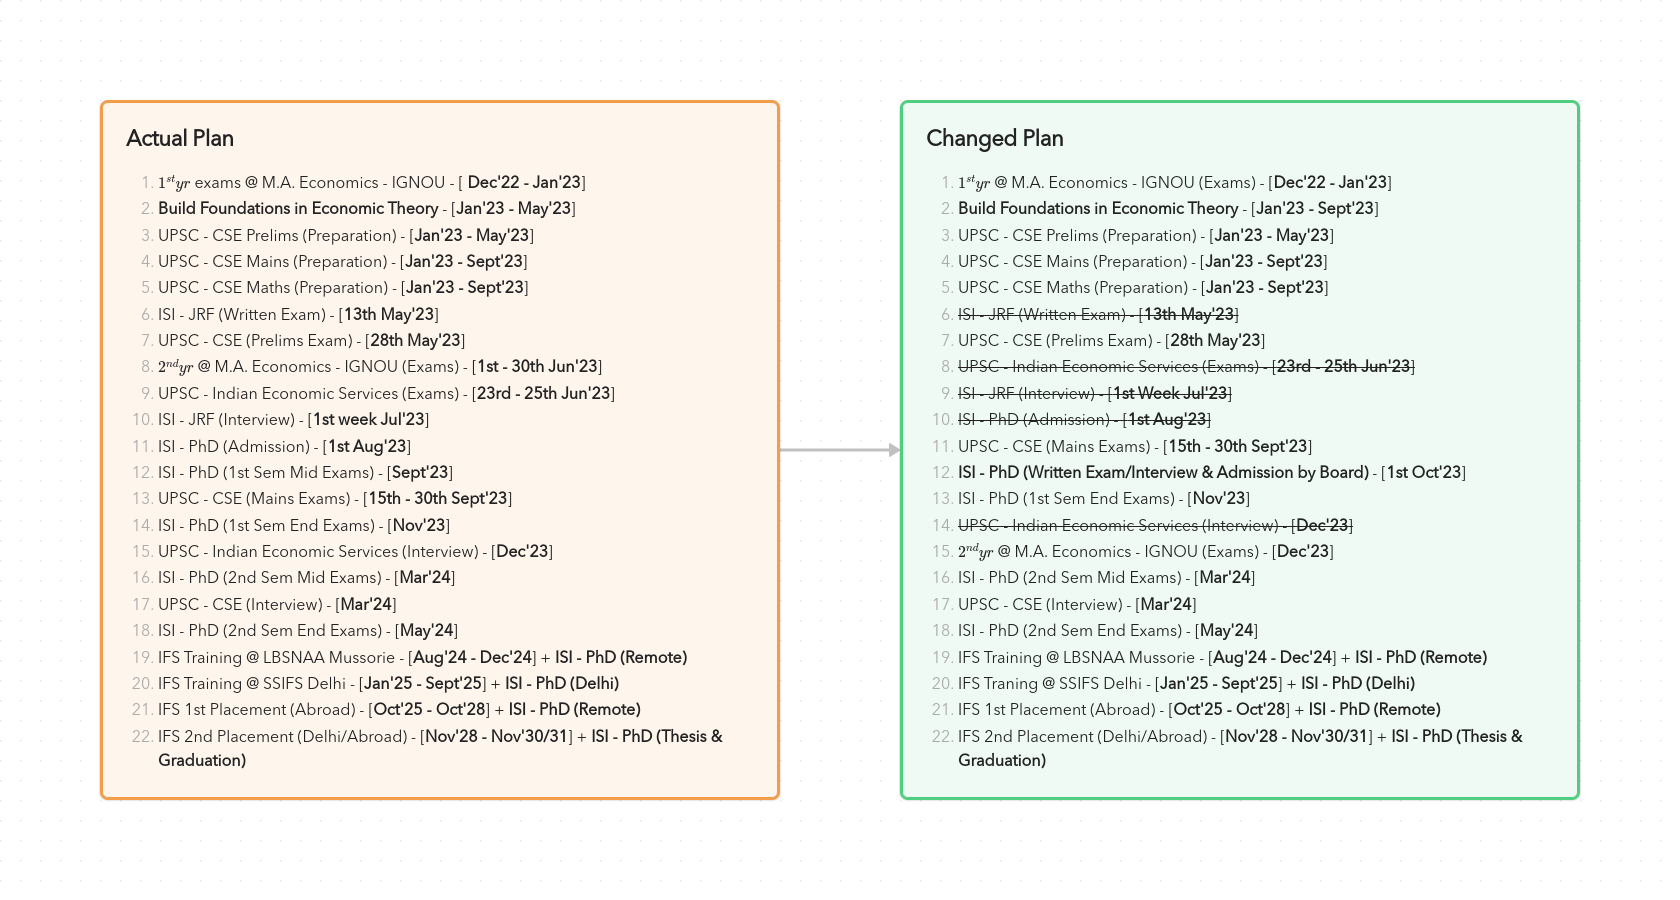 Actual Plan
1. 1st yr exams @ M.A. Economics - IGNOU - [ Dec'22 - Jan'23]
2. Build Foundations in Economic Theory - [Jan'23 - May'23]
3. UPSC - CSE Prelims (Preparation) - [Jan'23 - May'23]
4. UPSC - CSE Mains (Preparation) - [Jan'23 - Sept'23]
5. UPSC - CSE Maths (Preparation) - [Jan'23 - Sept'23]
6. ISI - JRF (Written Exam) - [13th May'23]
7. UPSC - CSE (Prelims Exam) - [28th May'23]
8. 2nd yr @ M.A. Economics - IGNOU (Exams) - [1st - 30th Jun'23]
9. UPSC - Indian Economic Services (Exams) - [23rd - 25th Jun'23]
10. ISI - JRF (Interview) - [1st week Jul'23]
11. ISI - PhD (Admission) - [1st Aug'23]
12. ISI - PhD (1st Sem Mid Exams) - [Sept'23]
13. UPSC - CSE (Mains Exams) - [15th - 30th Sept'23]
14. ISI - PhD (1st Sem End Exams) - [Nov'23]
15. UPSC - Indian Economic Services (Interview) - [Dec'23]
16. ISI - PhD (2nd Sem Mid Exams) - [Mar'24]
17. UPSC - CSE (Interview) - [Mar'24]
18. ISI - PhD (2nd Sem End Exams) - [May'24]
19. IFS Training @ LBSNAA Mussorie - [Aug'24 - Dec'24] + ISI - PhD (Remote)
20. IFS Traning @ SSIFS Delhi - [Jan'25 - Sept'25] + ISI - PhD (Delhi)
21. IFS 1st Placement (Abroad) - [Oct'25 - Oct'28] + ISI - PhD (Remote)
22. IFS 2nd Placement (Delhi/Abroad) - [Nov'28 - Nov'30/31] + ISI - PhD (Thesis &
Graduation)
Changed Plan
1. 1st yr @ M.A. Economics - IGNOU (Exams) - [Dec'22 - Jan'23]
2. Build Foundations in Economic Theory - [Jan'23 - Sept'23]
3. UPSC - CSE Prelims (Preparation) - [Jan'23 - May'23]
4. UPSC - CSE Mains (Preparation) - [Jan'23 - Sept'23]
5. UPSC - CSE Maths (Preparation) - [Jan'23 - Sept'23]
6. ISI - JRF (Written Exam) - [13th May'23]
7. UPSC - CSE (Prelims Exam) - [28th May'23]
8. UPSC - Indian Economic Services (Exams) - [23rd - 25th Jun'23]
9. ISI - JRF (Interview) - [1st Week Jul'23]
10. ISI - PhD (Admission) - [1st Aug'23]
11. UPSC - CSE (Mains Exams) - [15th - 30th Sept'23]
12. ISI - PhD (Written Exam/Interview & Admission by Board) - [1st Oct'23]
13. ISI - PhD (1st Sem End Exams) - [Nov'23]
14. UPSC - Indian Economic Services (Interview) - [Dec'23]
15. 2nd yr @ M.A. Economics - IGNOU (Exams) - [Dec'23]
16. ISI - PhD (2nd Sem Mid Exams) - [Mar'24]
17. UPSC - CSE (Interview) - [Mar'24]
18. ISI - PhD (2nd Sem End Exams) - [May'24]
19. IFS Training @ LBSNAA Mussorie - [Aug'24 - Dec'24] + ISI - PhD (Remote)
20. IFS Traning @ SSIFS Delhi - [Jan'25 - Sept'25] + ISI - PhD (Delhi)
21. IFS 1st Placement (Abroad) - [Oct'25 - Oct'28] + ISI - PhD (Remote)
22. IFS 2nd Placement (Delhi/Abroad) - [Nov'28 - Nov'30/31] + ISI - PhD (Thesis &
Graduation)